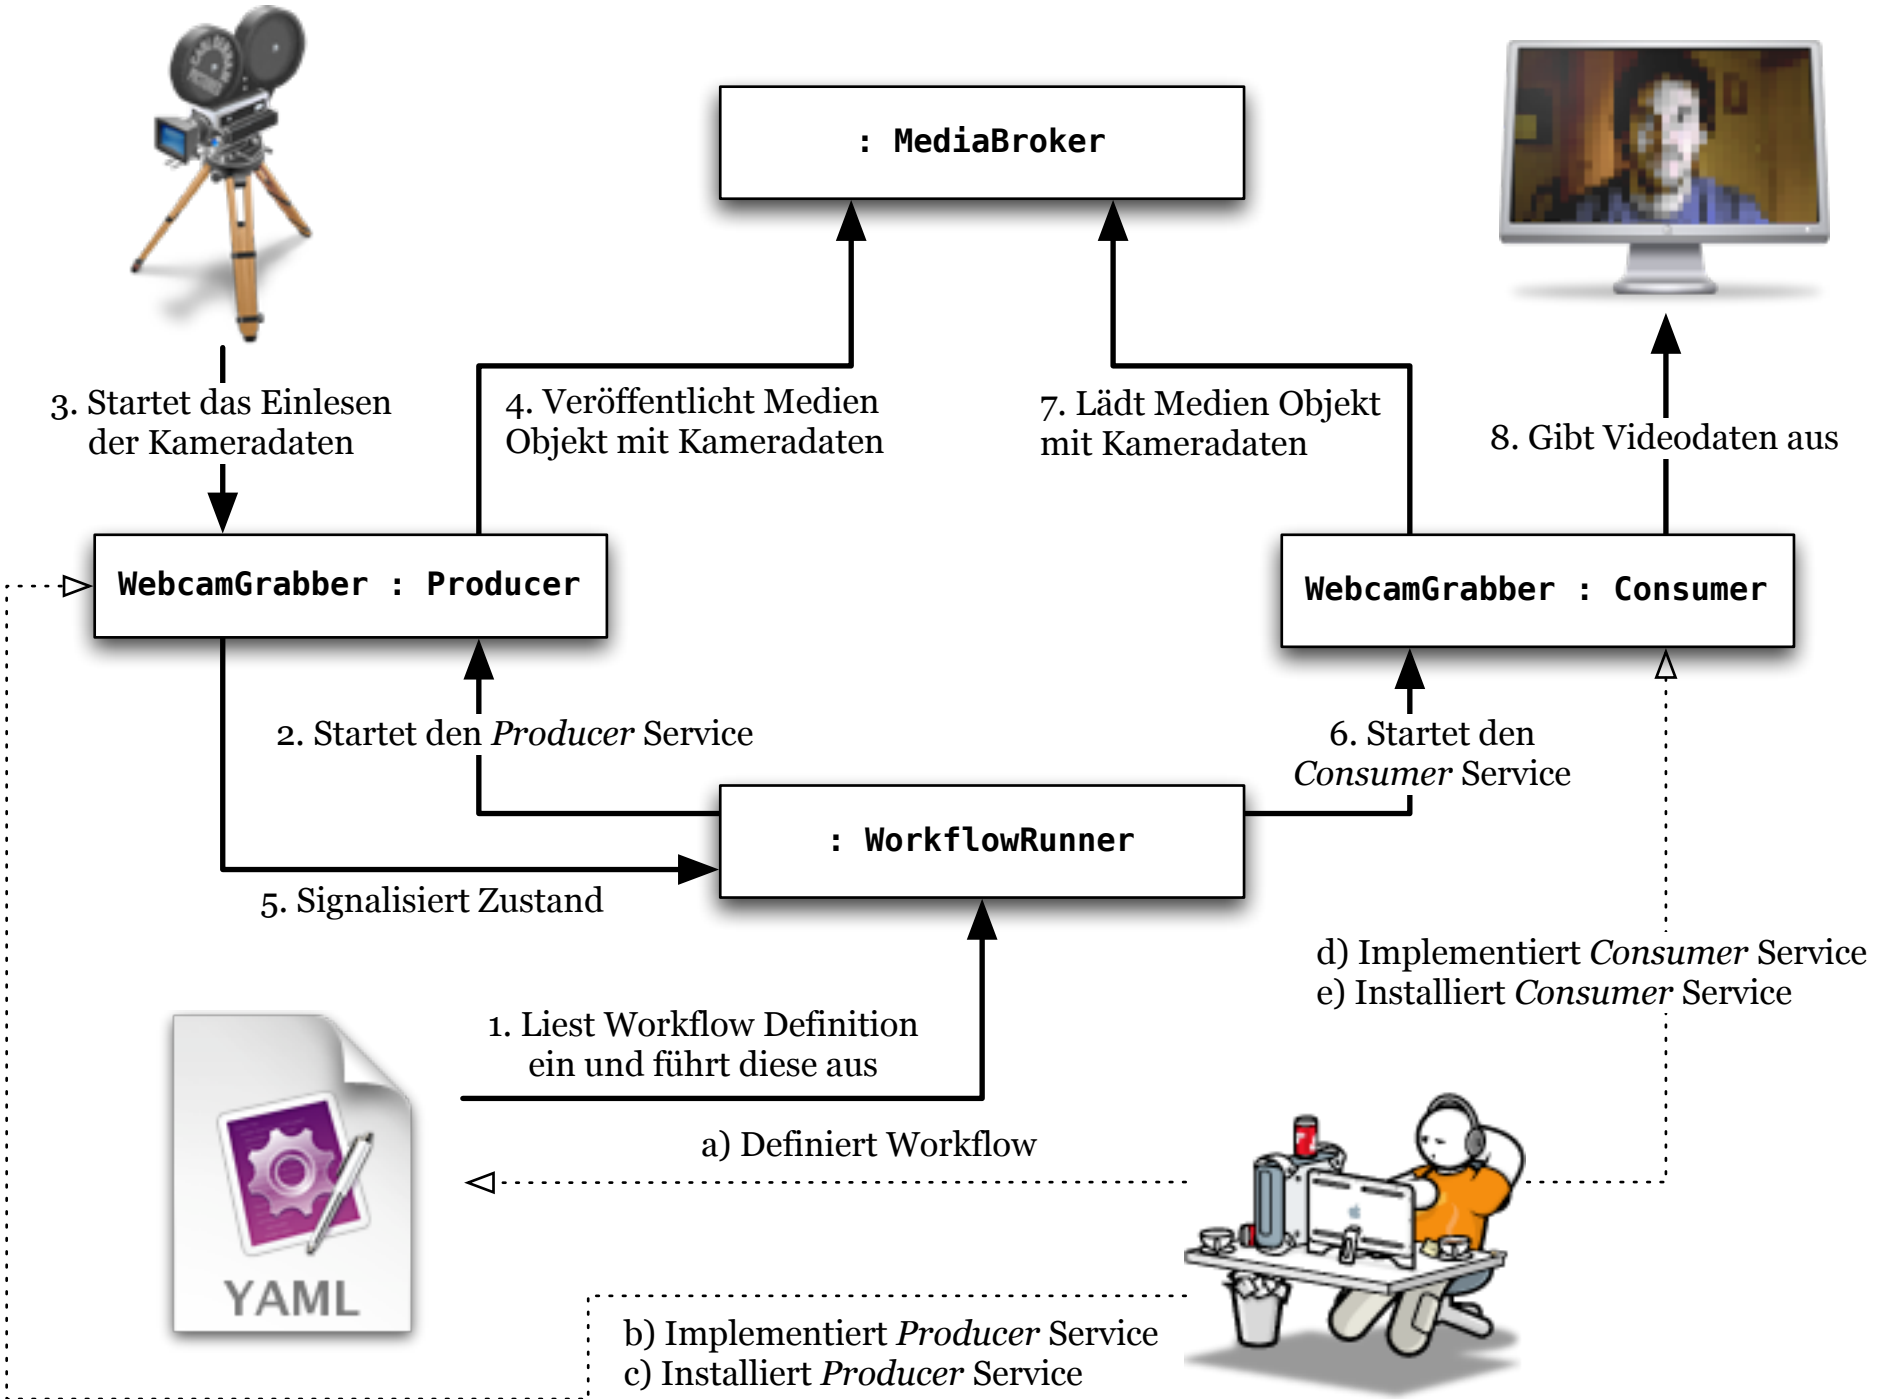 : MediaBroker
3. Startet das Einlesen
der Kameradaten
4. Veröffentlicht Medien
Objekt mit Kameradaten
7. Lädt Medien Objekt
mit Kameradaten
8. Gibt Videodaten aus
WebcamGrabber : Producer
WebcamGrabber : Consumer
2. Startet den Producer Service
6. Startet den
Consumer Service
: WorkflowRunner
5. Signalisiert Zustand
d) Implementiert Consumer Service
e) Installiert Consumer Service
1. Liest Workflow Definition
ein und führt diese aus
a) Definiert Workflow
YAML
b) Implementiert Producer Service
c) Installiert Producer Service